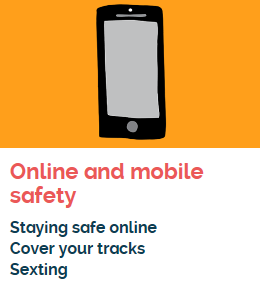 Online and mobile
safety
Staying safe online
Cover your tracks
Sexting